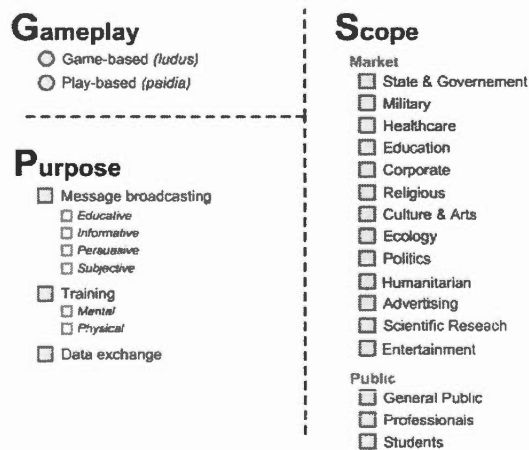 Gameplay
Game-based (ludus)
Play-based (paidia)
Purpose
Message broadcasting
Educative
Informative
Persuasive
Subjective
Training
Mental
Physical
Data exchange
Scope
Market
State & Governement
Military
Healthcare
Education
Corporate
Religious
Culture & Arts
Ecology
Politics
Humanitarian
Advertising
Scientific Reseach
Entertainment
Public
General Public
Professionals
Students